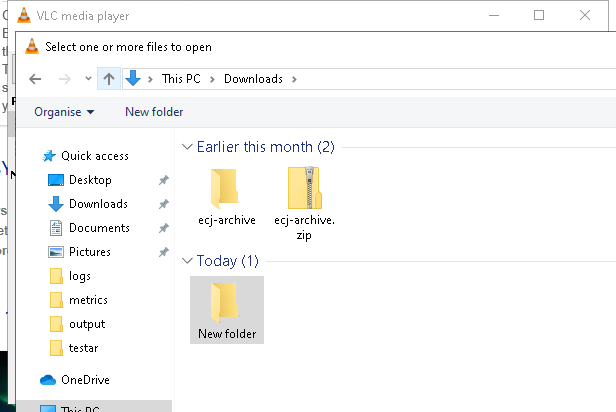 VLC media player
Select one or more files to open
This PC
Downloads
Organise
New folder
Quick access
Desktop
Downloads
Documents
Pictures
logs
metrics
output
testar
OneDrive
This PC
Earlier this month (2)
ecj-archive
ecj-archive.
zip
Today (1)
New folder